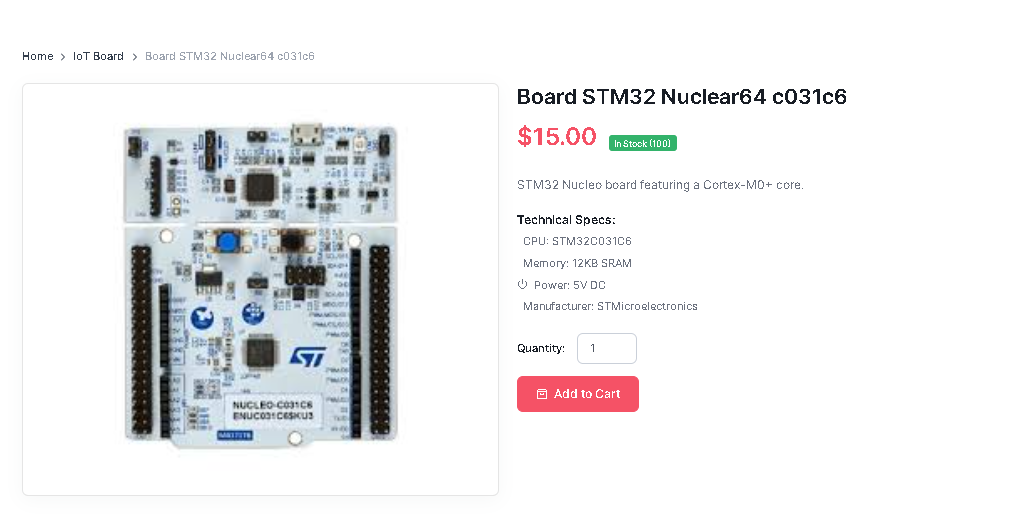 Home > IoT Board > Board STM32 Nuclear64 c031c6
Board STM32 Nuclear64 c031c6
$15.00 In Stock (100)
STM32 Nucleo board featuring a Cortex-M0+ core.
Technical Specs:
CPU: STM32C031C6
Memory: 12KB SRAM
Power: 5V DC
Manufacturer: STMicroelectronics
Quantity: 1
Add to Cart
ST
NUCLEO-C031C6